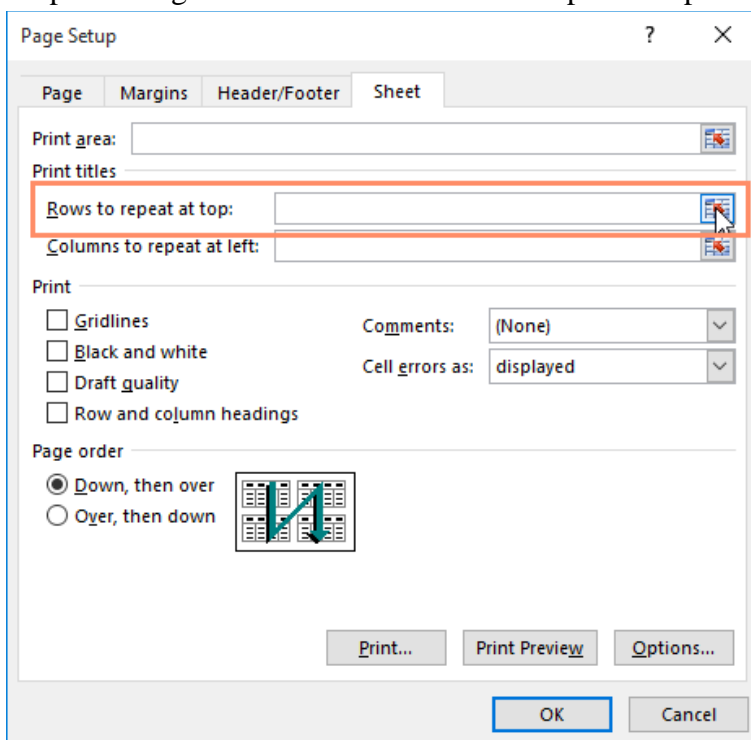 Page Setup ? ×
Page Margins Header/Footer Sheet
Print area:
Print titles
Rows to repeat at top:
Columns to repeat at left:
Print
Gridlines
Comments: (None)
Black and white
Cell errors as: displayed
Draft quality
Row and column headings
Page order
Down, then over
Over, then down
Print... Print Preview Options...
OK Cancel